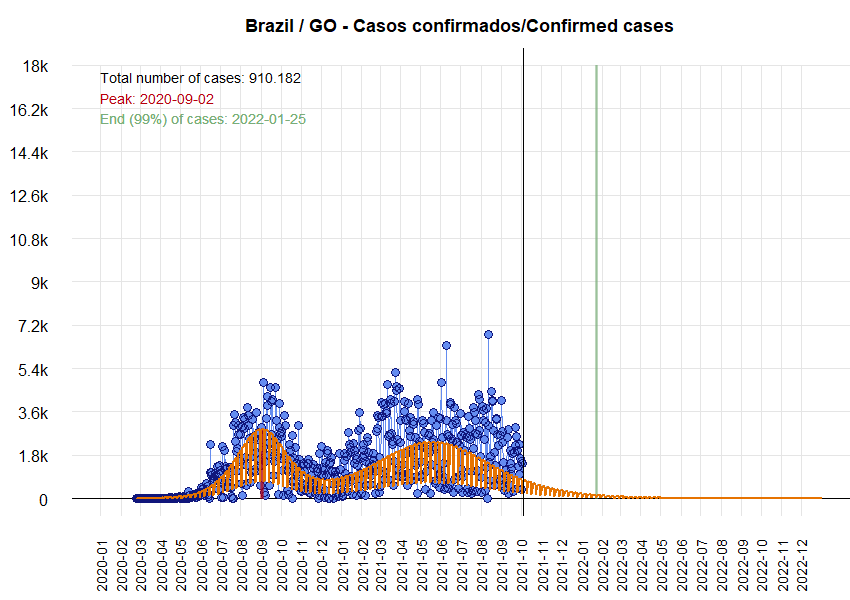 Brazil / GO - Casos confirmados/Confirmed cases
18k
16.2k
14.4k
12.6k
10.8k
9k
7.2k
5.4k
3.6k
1.8k
0
Total number of cases: 910.182
Peak: 2020-09-02
End (99%) of cases: 2022-01-25
2020-01
2020-02
2020-03
2020-04
2020-05
2020-06
2020-07
2020-08
2020-09
2020-10
2020-11
2020-12
2021-01
2021-02
2021-03
2021-04
2021-05
2021-06
2021-07
2021-08
2021-09
2021-10
2021-11
2021-12
2022-01
2022-02
2022-03
2022-04
2022-05
2022-06
2022-07
2022-08
2022-09
2022-10
2022-11
2022-12